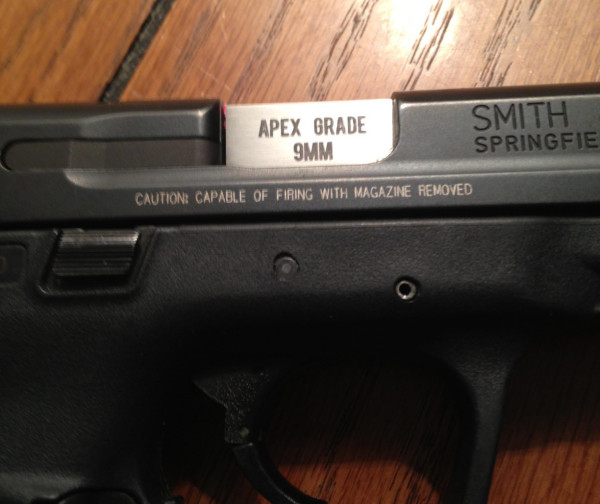 APEX GRADE
9MM
SMITH
SPRINGFIE
CAUTION: CAPABLE OF FIRING WITH MAGAZINE REMOVED